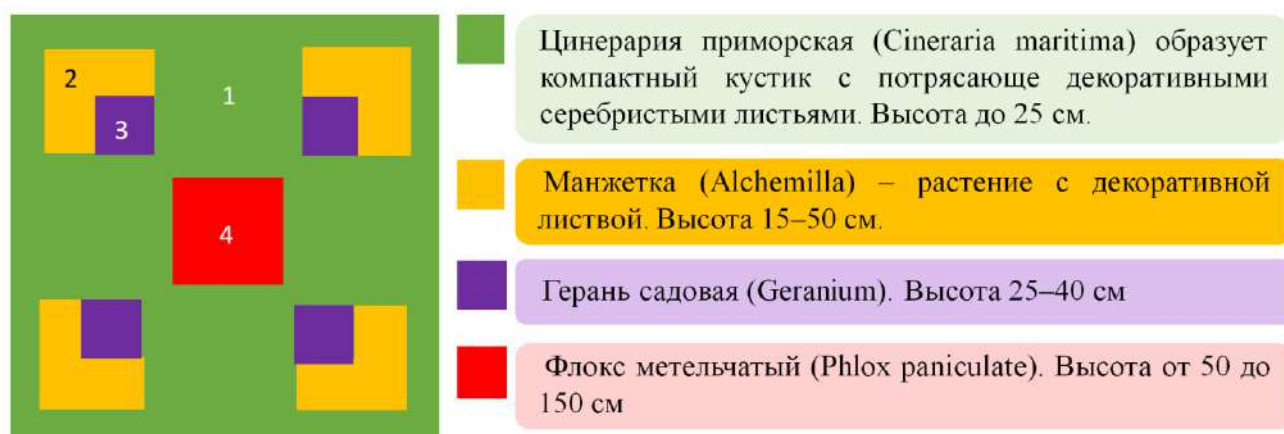 2
1
3
4
Цинерария приморская (Cineraria maritima) образует
компактный кустик с потрясающе декоративными
серебристыми листьями. Высота до 25 см.
Манжетка (Alchemilla) – растение с декоративной
листвой. Высота 15–50 см.
Герань садовая (Geranium). Высота 25–40 см
Флокс метельчатый (Phlox paniculate). Высота от 50 до
150 см